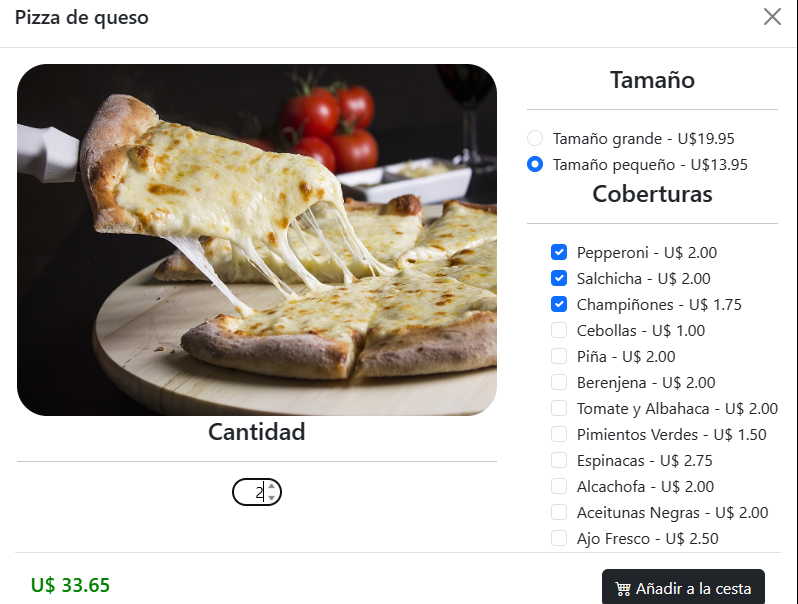 Pizza de queso
Tamaño
Tamaño grande - U$19.95
Tamaño pequeño - U$13.95
Coberturas
Pepperoni - U$ 2.00
Salchicha - U$ 2.00
Champiñones - U$ 1.75
Cebollas - U$ 1.00
Piña - U$ 2.00
Berenjena - U$ 2.00
Tomate y Albahaca - U$ 2.00
Pimientos Verdes - U$ 1.50
Espinacas - U$ 2.75
Alcachofa - U$ 2.00
Aceitunas Negras - U$ 2.00
Ajo Fresco - U$ 2.50
Cantidad
2
U$ 33.65
Añadir a la cesta